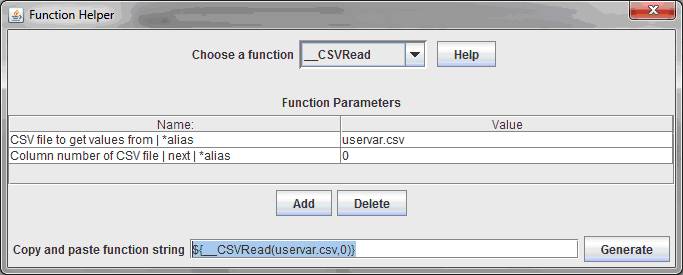 Function Helper
Choose a function __CSVRead Help
Function Parameters
Name: Value
CSV file to get values from | *alias uservar.csv
Column number of CSV file | next | *alias 0
Add Delete
Copy and paste function string ${__CSVRead(uservar.csv,0)} Generate